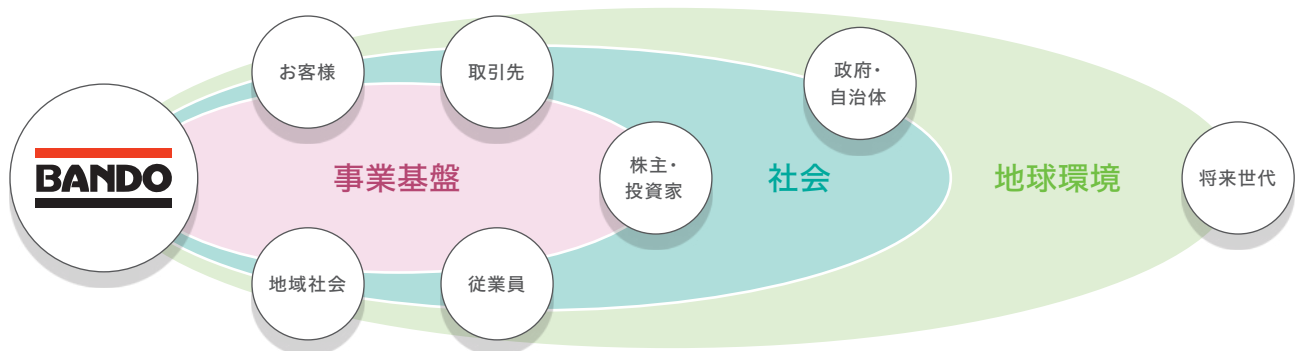 お客様
取引先
政府・
自治体
BANDO
事業基盤
株主・
投資家
社会
地球環境
将来世代
地域社会
従業員